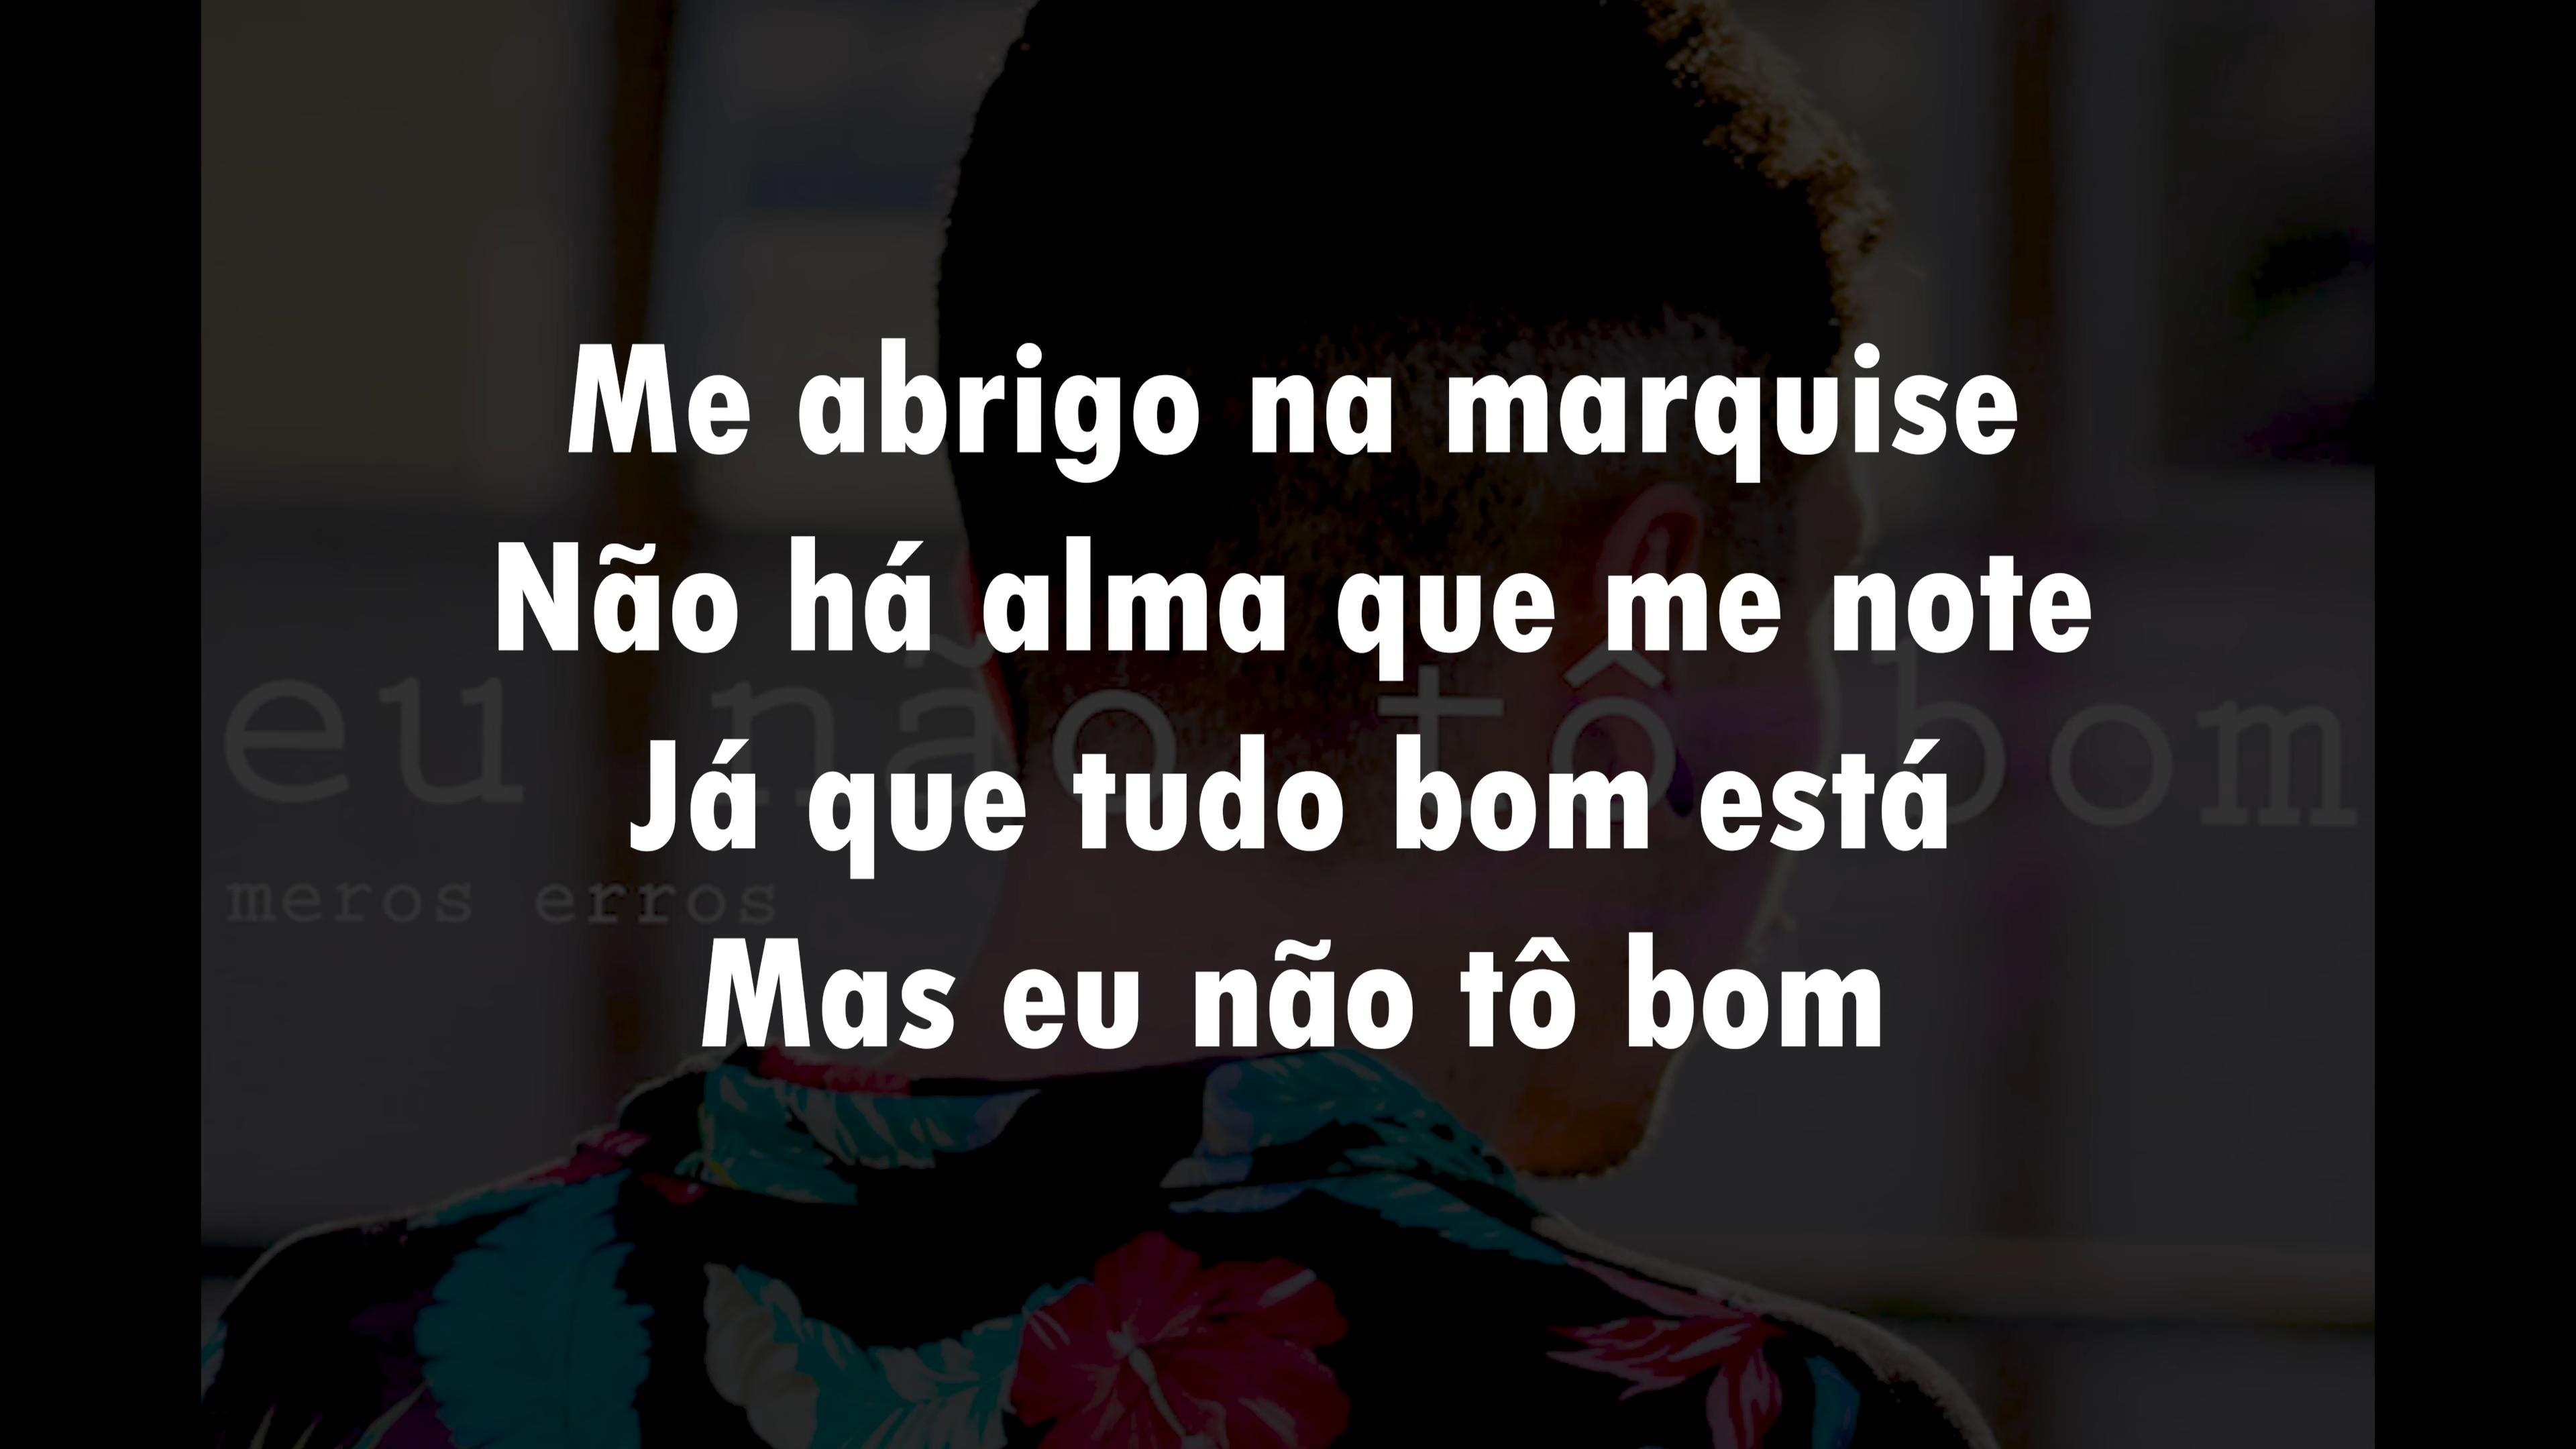 Me abrigo na marquise
Não há alma que me note
eu não tô bom
Já que tudo bom está
meros erros
Mas eu não tô bom